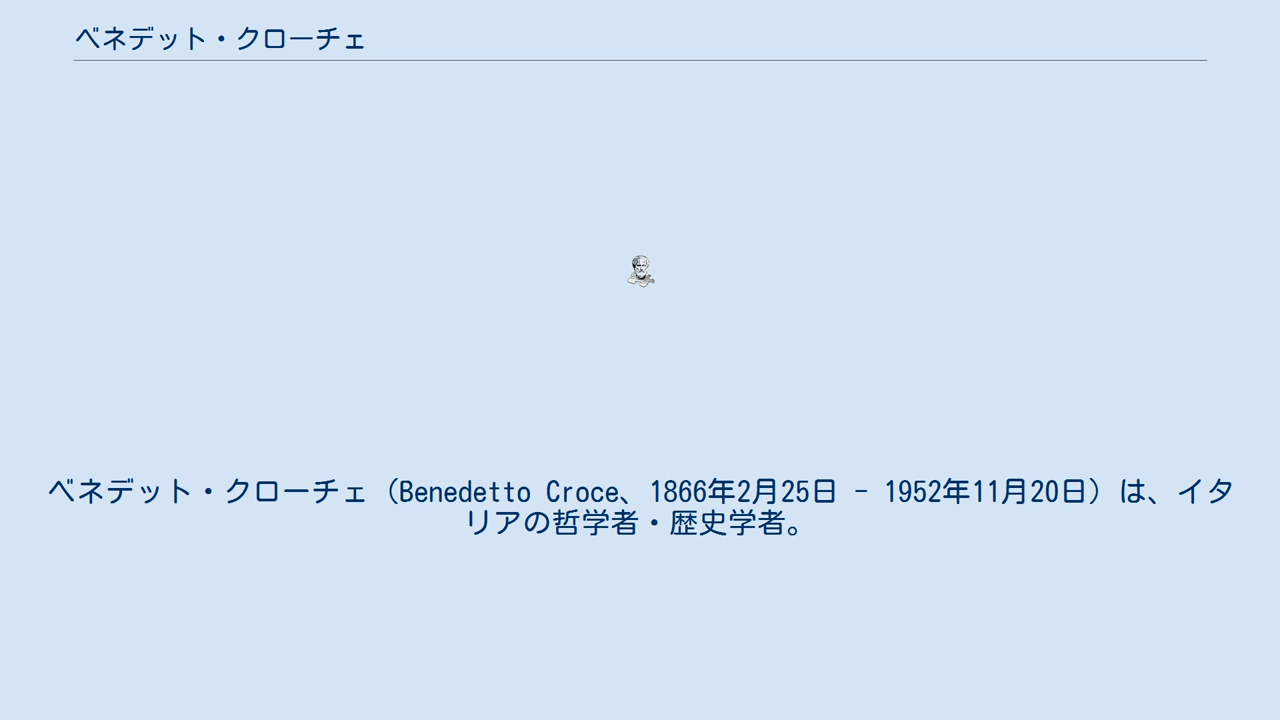 ベネデット・クローチェ
ベネデット・クローチェ（Benedetto Croce、1866年2月25日 - 1952年11月20日）は、イタ
リアの哲学者・歴史学者。